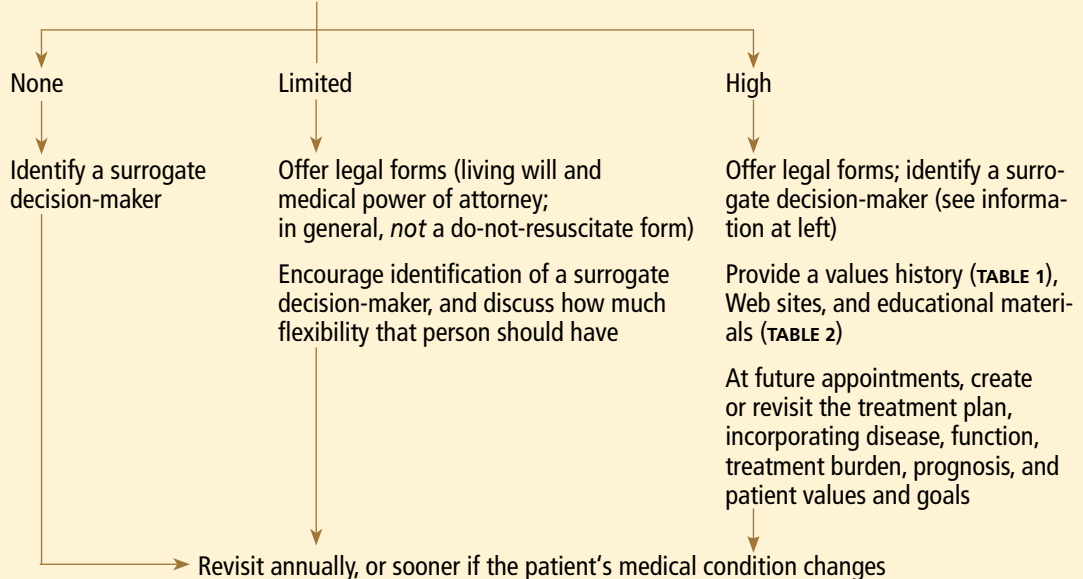 None
Limited
High
Identify a surrogate
decision-maker
Offer legal forms (living will and
medical power of attorney;
in general, not a do-not-resuscitate form)
Encourage identification of a surrogate
decision-maker, and discuss how much
flexibility that person should have
Offer legal forms; identify a surro-
gate decision-maker (see informa-
tion at left)
Provide a values history (TABLE 1),
Web sites, and educational materi-
als (TABLE 2)
At future appointments, create
or revisit the treatment plan,
incorporating disease, function,
treatment burden, prognosis, and
patient values and goals
Revisit annually, or sooner if the patient’s medical condition changes